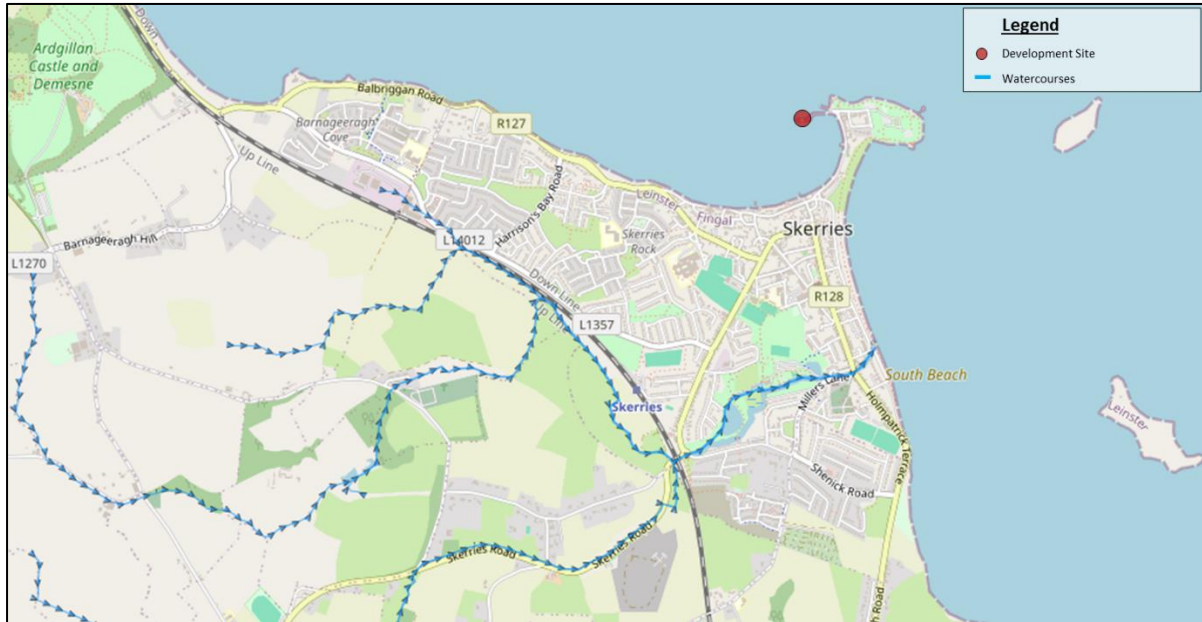 Legend
Development Site
Watercourses
Down
Ardgillan
Castle and
Demesne
Balbriggan Road
Barnageeragh
Cove
R127
Up Line
Harrison's Bay Road
Leinster
Fingal
Skerries
Skerries
Rock
Barnageeragh Hill
L14012
L1270
Down Line
Up Line
R128
L1357
South Beach
Millers Lane
Skerries
Holmpatrick Terrace
Leinster
Shenick Road
Skerries Road
Skerries Road
Road